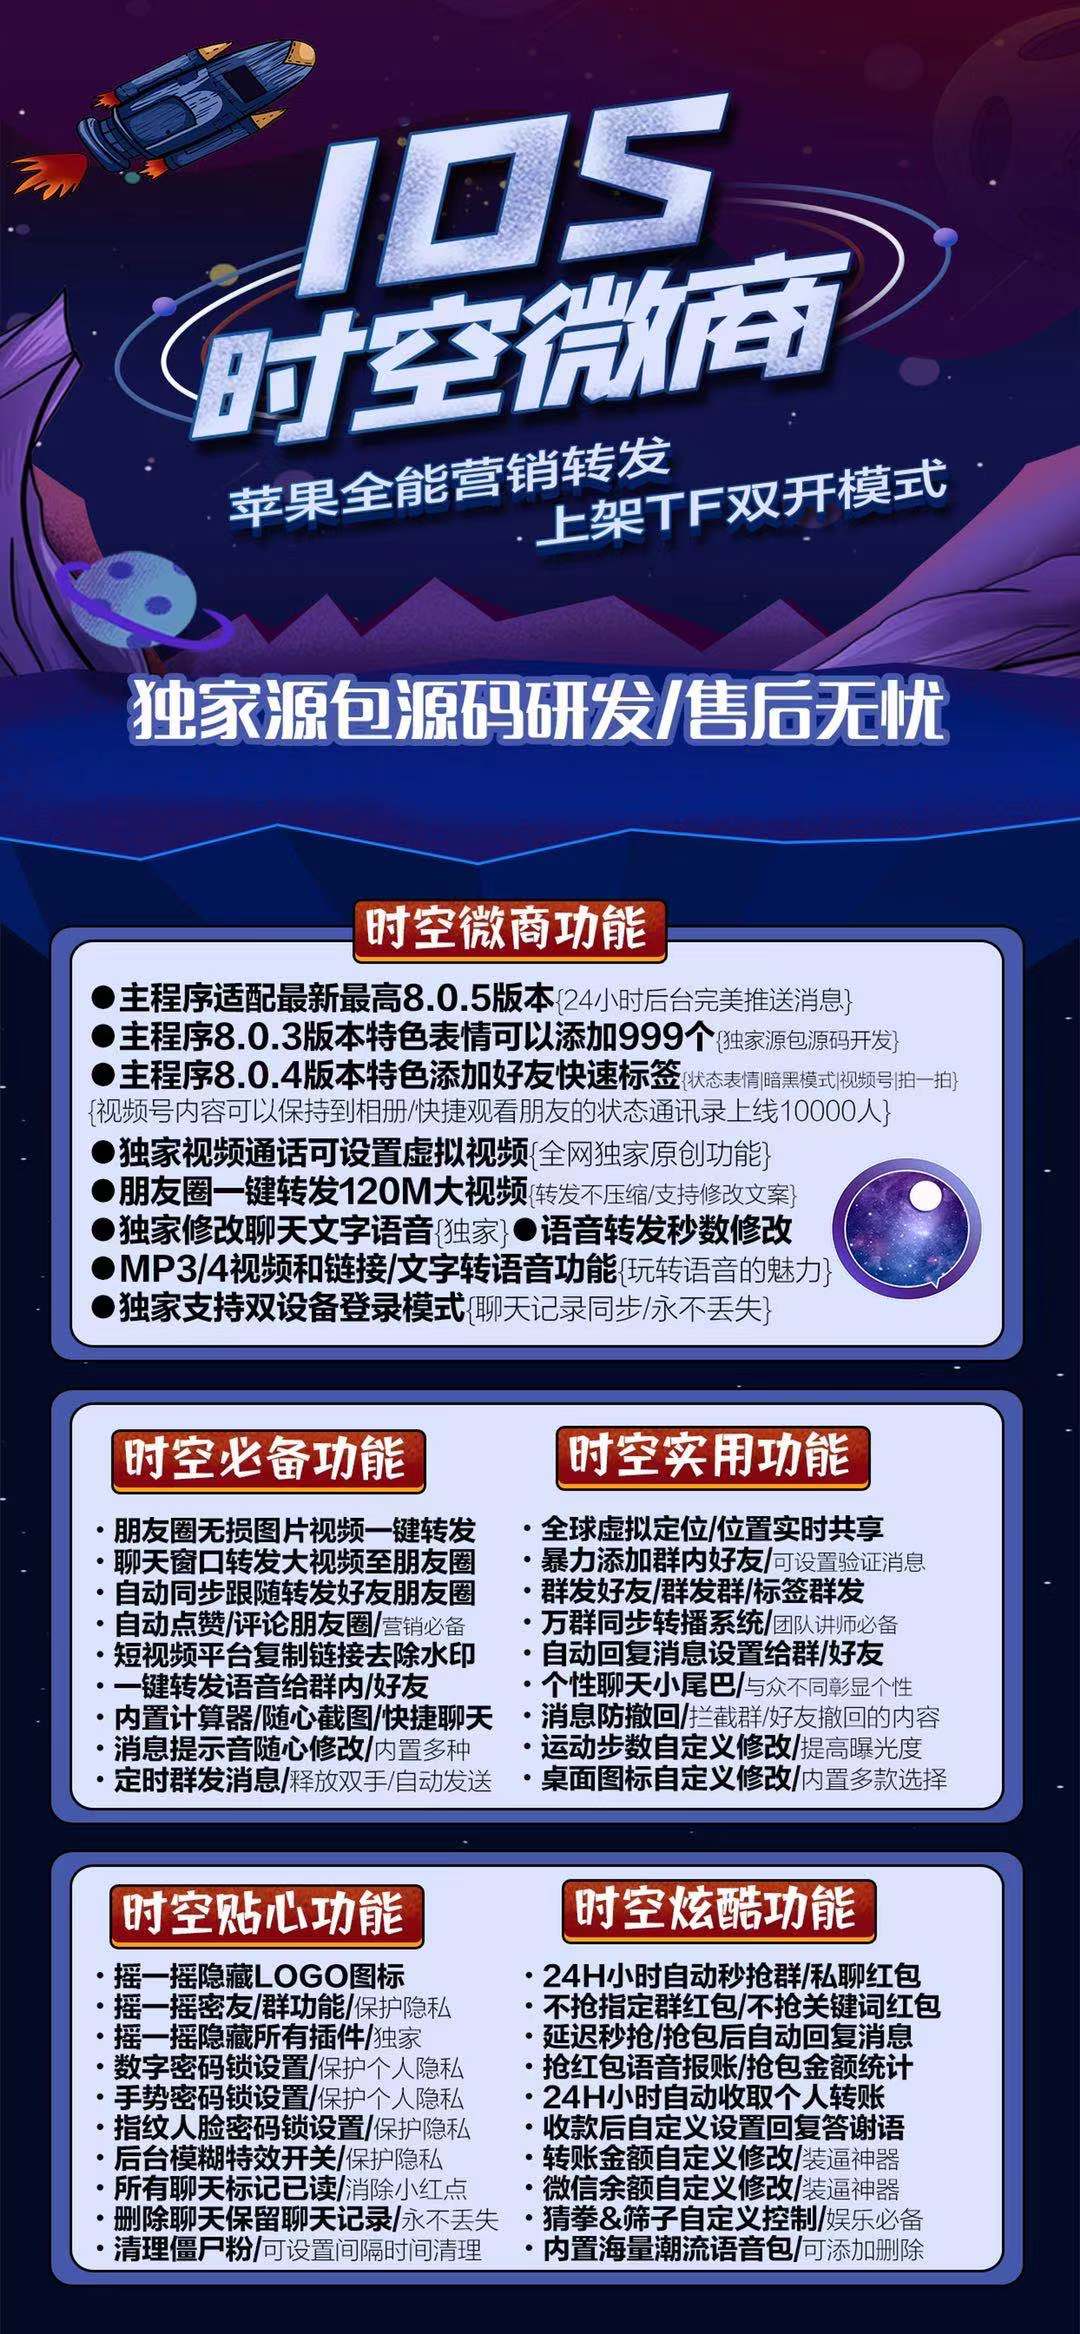 IOS
时空微商
苹果全能营销转发
上架TF双开模式
独家源包源码研发/售后无忧
时空微商功能
●主程序适配最新最高8.0.5版本{24小时后台完美推送消息}
●主程序8.0.3版本特色表情可以添加999个{独家源包源码开发}
●主程序8.0.4版本特色添加好友快速标签{状态表情|暗黑模式|视频号|拍一拍}
{视频号内容可以保持到相册/快捷观看朋友的状态通讯录上线10000人}
●独家视频通话可设置虚拟视频{全网独家原创功能}
●朋友圈一键转发120M大视频{转发不压缩/支持修改文案}
●独家修改聊天文字语音{独家}●语音转发秒数修改
●MP3/4视频和链接/文字转语音功能{玩转语音的魅力}
●独家支持双设备登录模式{聊天记录同步/永不丢失}
时空必备功能
·朋友圈无损图片视频一键转发
·聊天窗口转发大视频至朋友圈
·自动同步跟随转发好友朋友圈
·自动点赞/评论朋友圈/营销必备
·短视频平台复制链接去除水印
·一键转发语音给群内/好友
·内置计算器/随心截图/快捷聊天
·消息提示音随心修改/内置多种
·定时群发消息/释放双手/自动发送
时空实用功能
·全球虚拟定位/位置实时共享
·暴力添加群内好友/可设置验证消息
·群发好友/群发群/标签群发
·万群同步转播系统/团队讲师必备
·自动回复消息设置给群/好友
·个性聊天小尾巴/与众不同彰显个性
·消息防撤回/拦截群/好友撤回的内容
·运动步数自定义修改/提高曝光度
·桌面图标自定义修改/内置多款选择
时空贴心功能
·摇一摇隐藏LOGO图标
·摇一摇密友/群功能/保护隐私
·摇一摇隐藏所有插件/独家
·数字密码锁设置/保护个人隐私
·手势密码锁设置/保护个人隐私
·指纹人脸密码锁设置/保护隐私
·后台模糊特效开关/保护隐私
·所有聊天标记已读/消除小红点
·删除聊天保留聊天记录/永不丢失
·清理僵尸粉/可设置间隔时间清理
时空炫酷功能
·24H小时自动秒抢群/私聊红包
·不抢指定群红包/不抢关键词红包
·延迟秒抢/抢包后自动回复消息
·抢红包语音报账/抢包金额统计
·24H小时自动收取个人转账
·收款后自定义设置回复答谢语
·转账金额自定义修改/装逼神器
·微信余额自定义修改/装逼神器
·猜拳&筛子自定义控制/娱乐必备
·内置海量潮流语音包/可添加删除